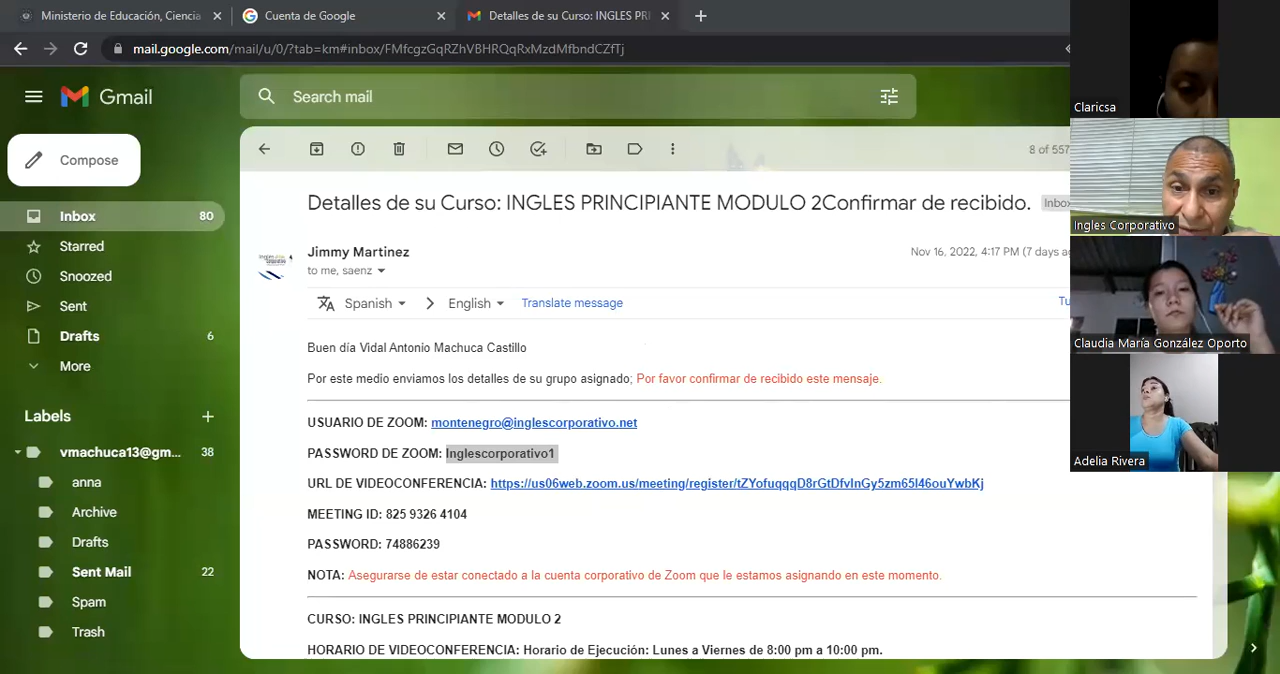 Ministerio de Educación, Ciencia
Cuenta de Google
Detalles de su Curso: INGLES PRI
mail.google.com/mail/u/0/?tab=km#inbox/FMfcgzGqRZhVBHRQqRxMzdMfbndCZfTj
Gmail
Search mail
Compose
Inbox 80
Starred
Snoozed
Sent
Drafts 6
More
Labels
vmachuca13@gm... 38
anna
Archive
Drafts
Sent Mail 22
Spam
Trash
8 of 557
Detalles de su Curso: INGLES PRINCIPIANTE MODULO 2Confirmar de recibido.
Inbo
Jimmy Martinez
Nov 16, 2022, 4:17 PM (7 days ag
to me, saenz
Spanish
English
Translate message
Tu
Buen día Vidal Antonio Machuca Castillo
Por este medio enviamos los detalles de su grupo asignado; Por favor confirmar de recibido este mensaje.
USUARIO DE ZOOM: montenegro@inglescorporativo.net
PASSWORD DE ZOOM: Inglescorporativo1
URL DE VIDEOCONFERENCIA: https://us06web.zoom.us/meeting/register/tZYofuqqqD8rGtDfvInGy5zm65I46ouYwbKj
MEETING ID: 825 9326 4104
PASSWORD: 74886239
NOTA: Asegurarse de estar conectado a la cuenta corporativo de Zoom que le estamos asignando en este momento.
CURSO: INGLES PRINCIPIANTE MODULO 2
HORARIO DE VIDEOCONFERENCIA: Horario de Ejecución: Lunes a Viernes de 8:00 pm a 10:00 pm.
Claricsa
Ingles Corporativo
Claudia María González Oporto
Adelia Rivera